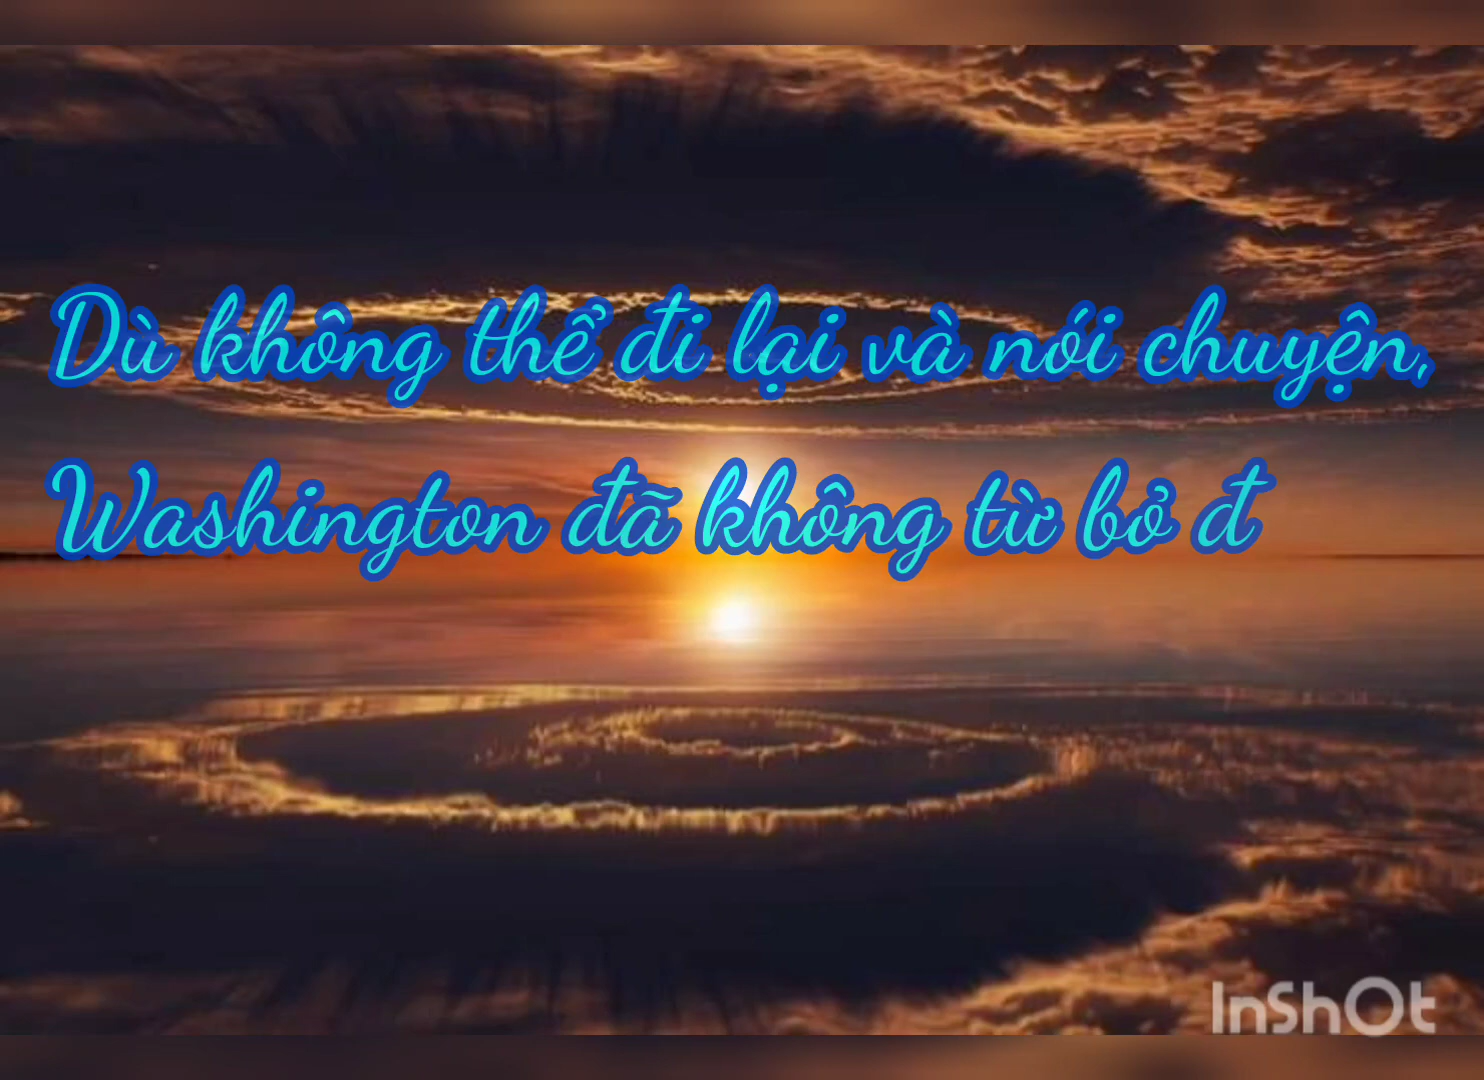 Dù không thể đi lại và nói chuyện,
Washington đã không từ bỏ đ
InShOt